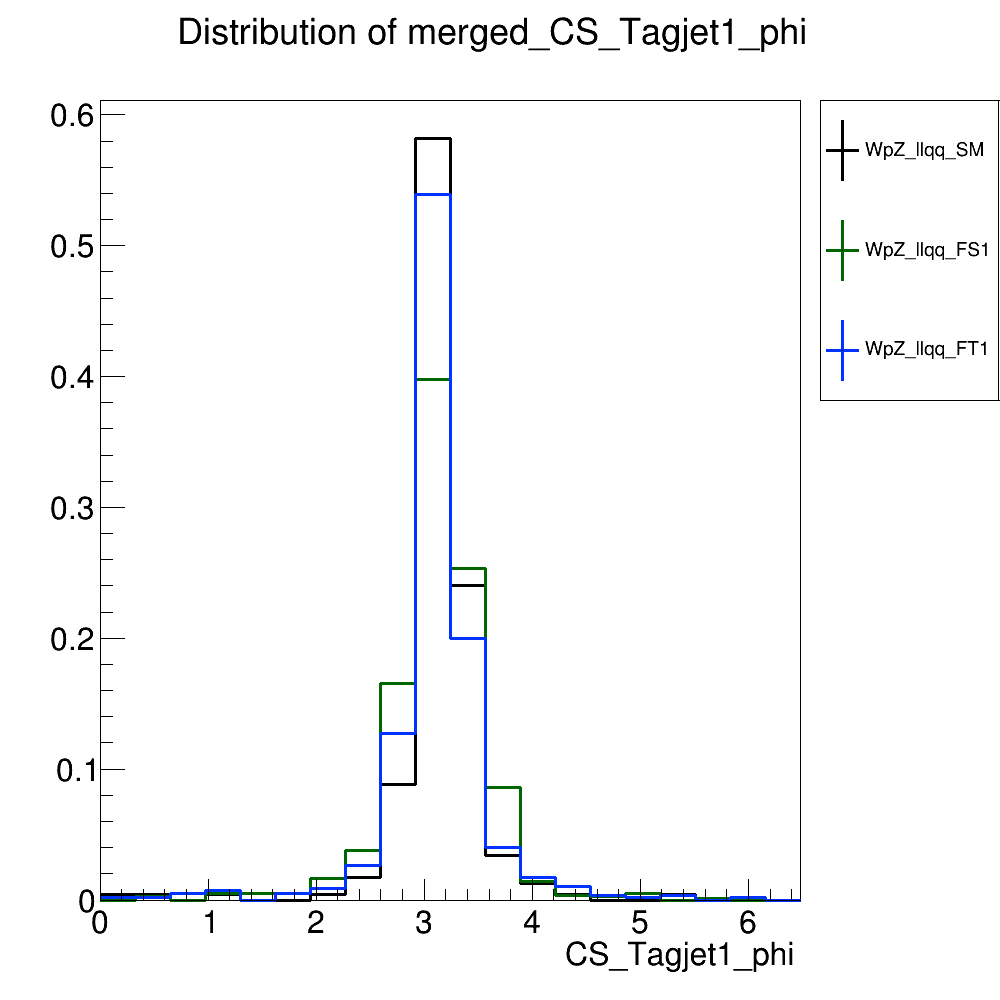 Distribution of merged_CS_Tagjet1_phi
0.6
0.5
0.4
0.3
0.2
0.1
0
0 1 2 3 4 5 6
CS_Tagjet1_phi
WpZ_llqq_SM
WpZ_llqq_FS1
WpZ_llqq_FT1